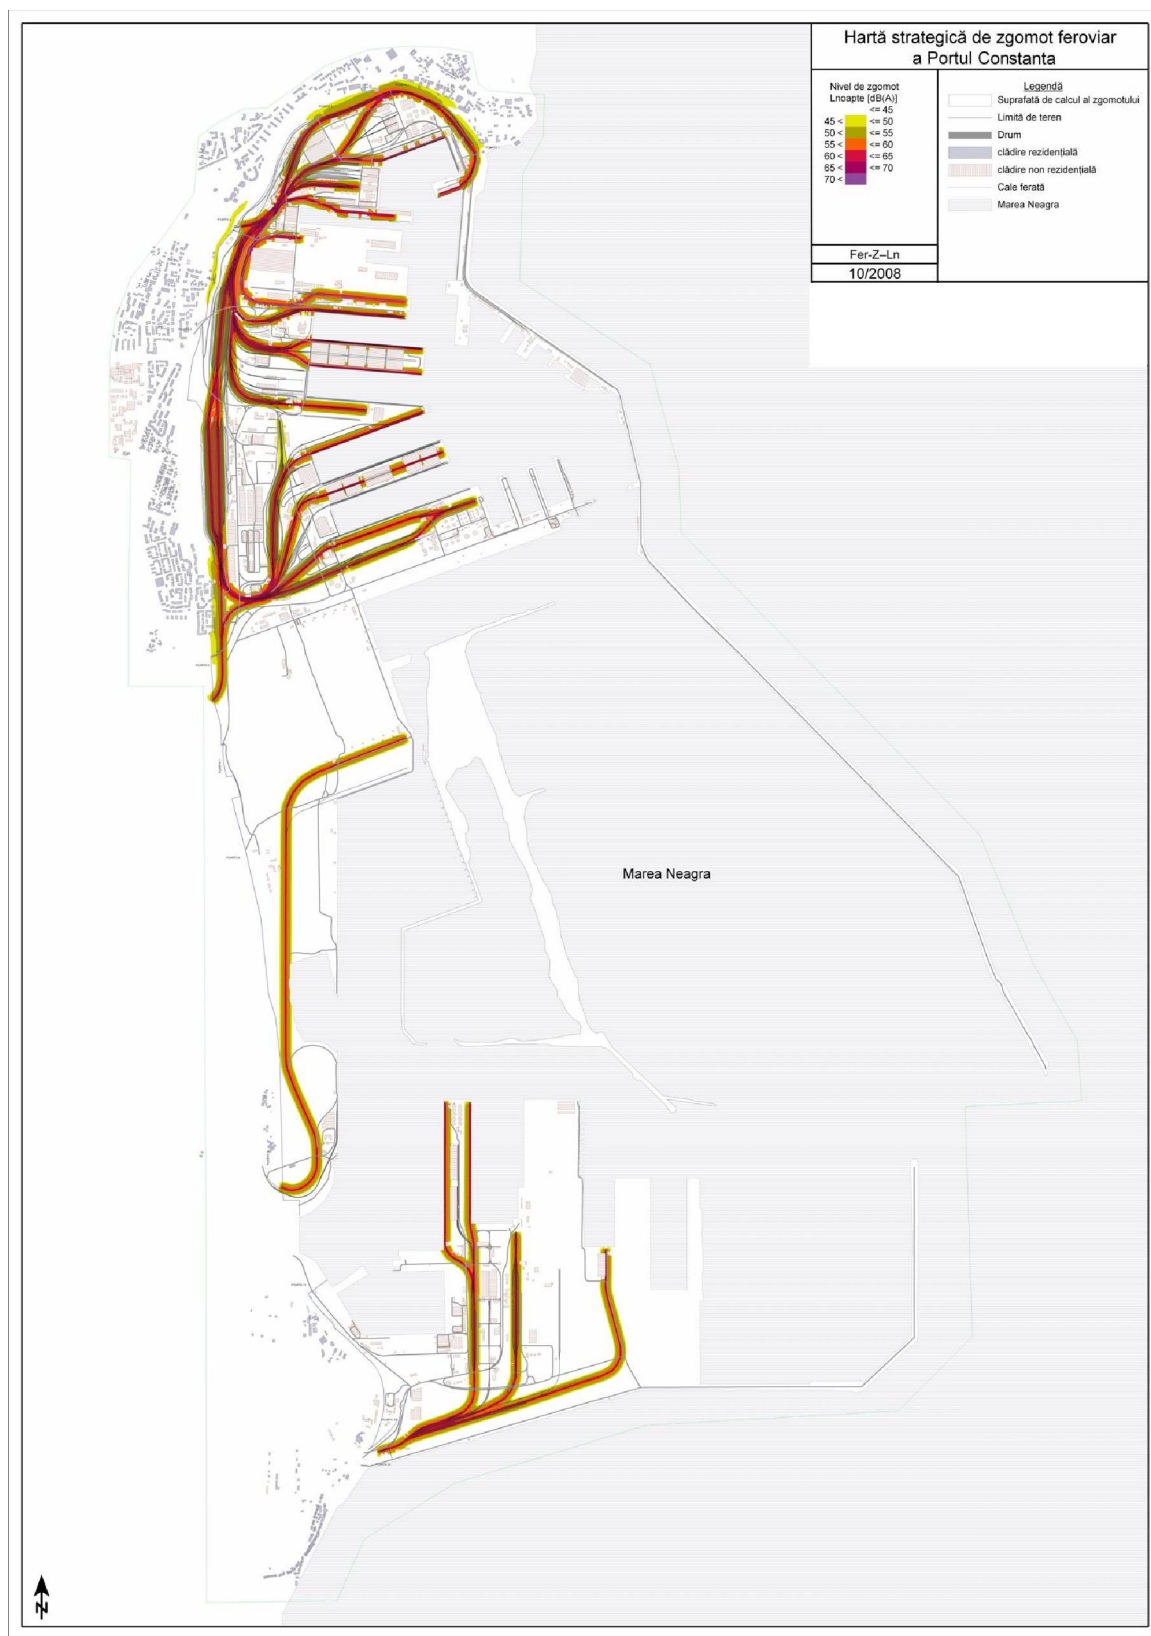 Hartă strategică de zgomot feroviar
a Portul Constanta
Nivel de zgomot
Lnoapte [dB(A)]
<= 45
45 < <= 50
50 < <= 55
55 < <= 60
60 < <= 65
65 < <= 70
70 <
Fer-Z–Ln
10/2008
Legendă
Suprafată de calcul al zgomotului
Limită de teren
Drum
clădire rezidențială
clădire non rezidențială
Cale ferată
Marea Neagra
Marea Neagra
N